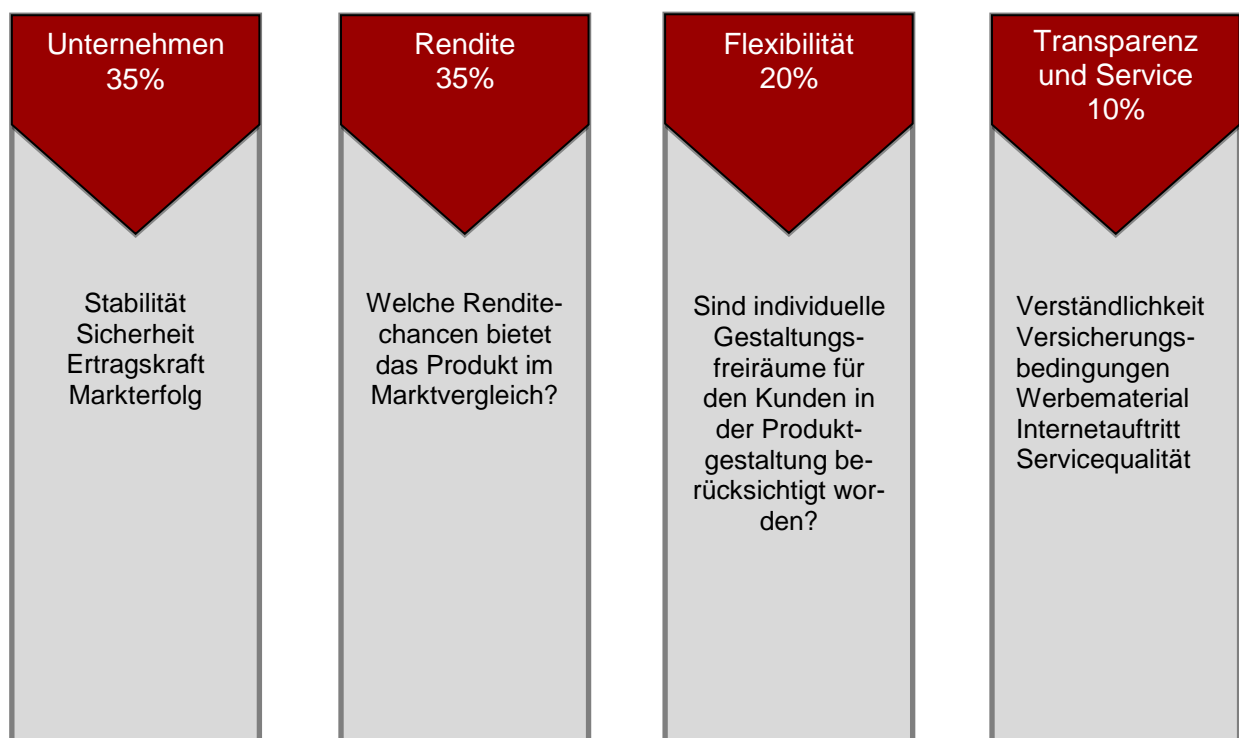 Unternehmen
35%
Stabilität
Sicherheit
Ertragskraft
Markterfolg
Rendite
35%
Welche Rendite-
chancen bietet
das Produkt im
Marktvergleich?
Flexibilität
20%
Sind individuelle
Gestaltungs-
freiräume für
den Kunden in
der Produkt-
gestaltung be-
rücksichtigt wor-
den?
Transparenz
und Service
10%
Verständlichkeit
Versicherungs-
bedingungen
Werbematerial
Internetauftritt
Servicequalität